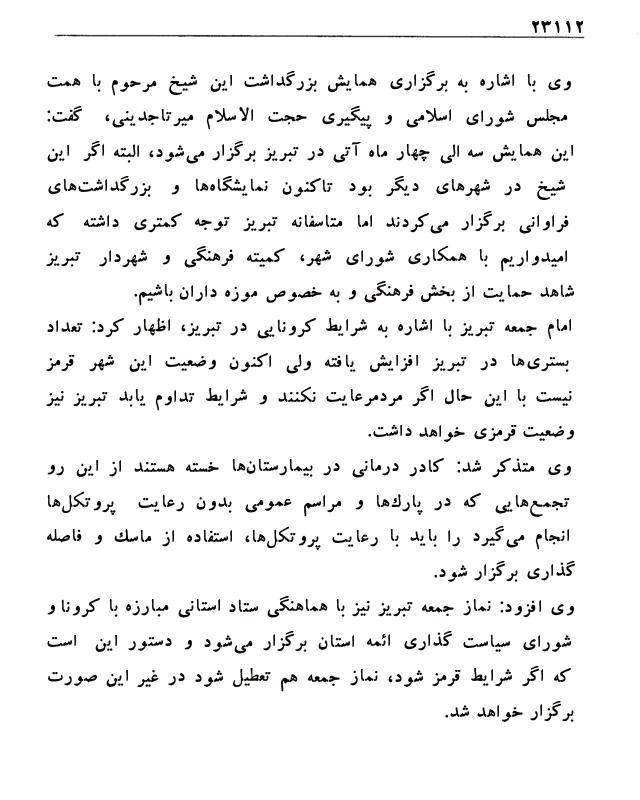 ۲۳۱۱۲
وی با اشاره به برگزاری همایش بزرگداشت این شیخ مرحوم با همت
مجلس شورای اسلامی و پیگیری حجت الاسلام میرتاجدینی، گفت:
این همایش سه الی چهار ماه آتی در تبریز برگزار می‌شود، البته اگر این
شیخ در شهرهای دیگر بود تاکنون نمایشگاه‌ها و بزرگداشت‌های
فراوانی برگزار می‌کردند اما متاسفانه تبریز توجه کمتری داشته که
امیدواریم با همکاری شورای شهر، کمیته فرهنگی و شهردار تبریز
شاهد حمایت از بخش فرهنگی و به خصوص موزه داران باشیم.
امام جمعه تبریز با اشاره به شرایط کرونایی در تبریز، اظهار کرد: تعداد
بستری‌ها در تبریز افزایش یافته ولی اکنون وضعیت این شهر قرمز
نیست با این حال اگر مردمرعایت نکنند و شرایط تداوم یابد تبریز نیز
وضعیت قرمزی خواهد داشت.
وی متذکر شد: کادر درمانی در بیمارستان‌ها خسته هستند از این رو
تجمع‌هایی که در پارك‌ها و مراسم عمومی بدون رعایت پروتکل‌ها
انجام می‌گیرد را باید با رعایت پروتکل‌ها، استفاده از ماسك و فاصله
گذاری برگزار شود.
وی افزود: نماز جمعه تبریز نیز با هماهنگی ستاد استانی مبارزه با کرونا و
شورای سیاست گذاری ائمه استان برگزار می‌شود و دستور این است
که اگر شرایط قرمز شود، نماز جمعه هم تعطیل شود در غیر این صورت
برگزار خواهد شد.